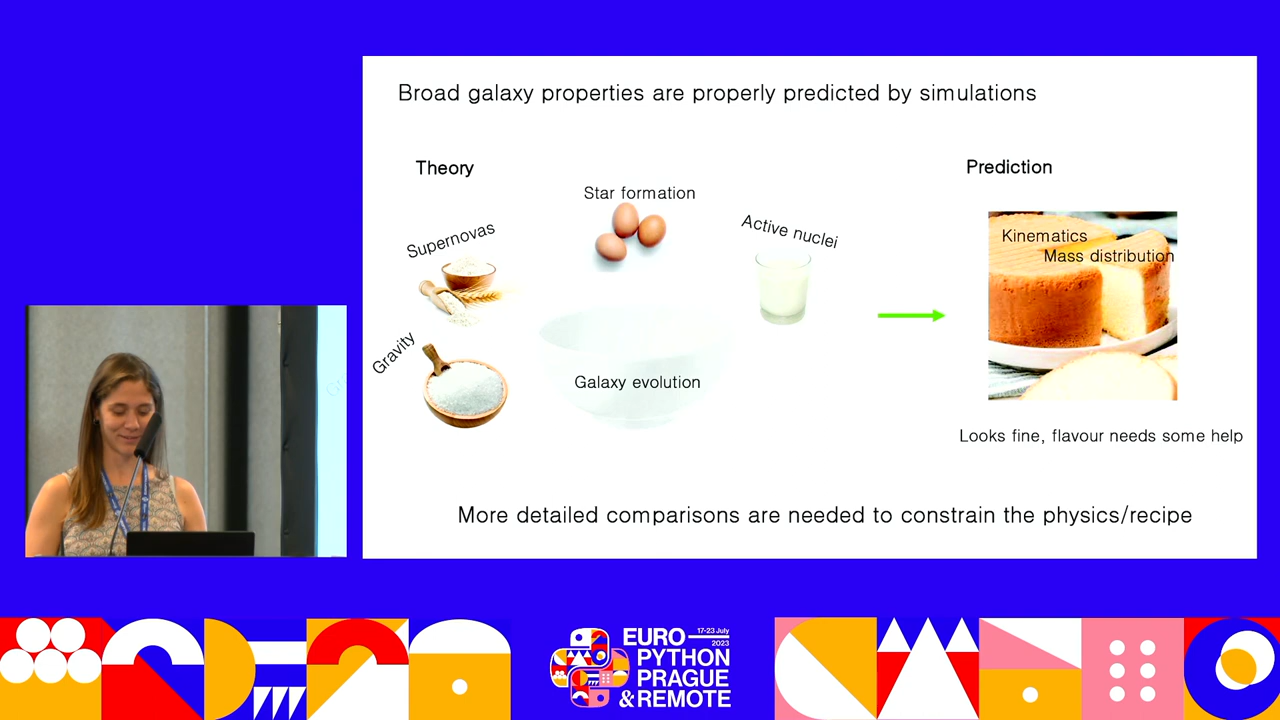 Broad galaxy properties are properly predicted by simulations
Theory
Prediction
Star formation
Supernovas
Active nuclei
Kinematics
Mass distribution
Gravity
Galaxy evolution
Looks fine, flavour needs some help
More detailed comparisons are needed to constrain the physics/recipe
EURO 17-23 July
2023
PYTHON
PRAGUE
& REMOTE